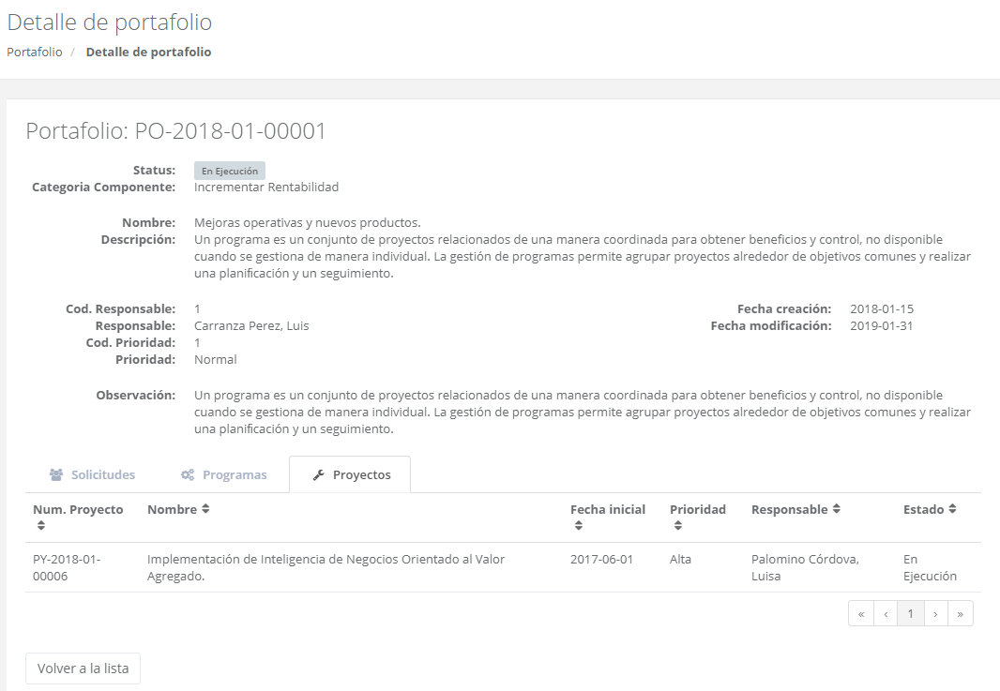 Detalle de portafolio
Portafolio / Detalle de portafolio
Portafolio: PO-2018-01-00001
Status: En Ejecución
Categoria Componente: Incrementar Rentabilidad
Nombre: Mejoras operativas y nuevos productos.
Descripción: Un programa es un conjunto de proyectos relacionados de una manera coordinada para obtener beneficios y control, no disponible
cuando se gestiona de manera individual. La gestión de programas permite agrupar proyectos alrededor de objetivos comunes y realizar
una planificación y un seguimiento.
Cod. Responsable: 1 Fecha creación: 2018-01-15
Responsable: Carranza Perez, Luis Fecha modificación: 2019-01-31
Cod. Prioridad: 1
Prioridad: Normal
Observación: Un programa es un conjunto de proyectos relacionados de una manera coordinada para obtener beneficios y control, no disponible
cuando se gestiona de manera individual. La gestión de programas permite agrupar proyectos alrededor de objetivos comunes y realizar
una planificación y un seguimiento.
Solicitudes Programas Proyectos
Num. Proyecto Nombre Fecha inicial Prioridad Responsable Estado
PY-2018-01- Implementación de Inteligencia de Negocios Orientado al Valor 2017-06-01 Alta Palomino Córdova, En
00006 Agregado. Luisa Ejecución
« ‹ 1 › »
Volver a la lista